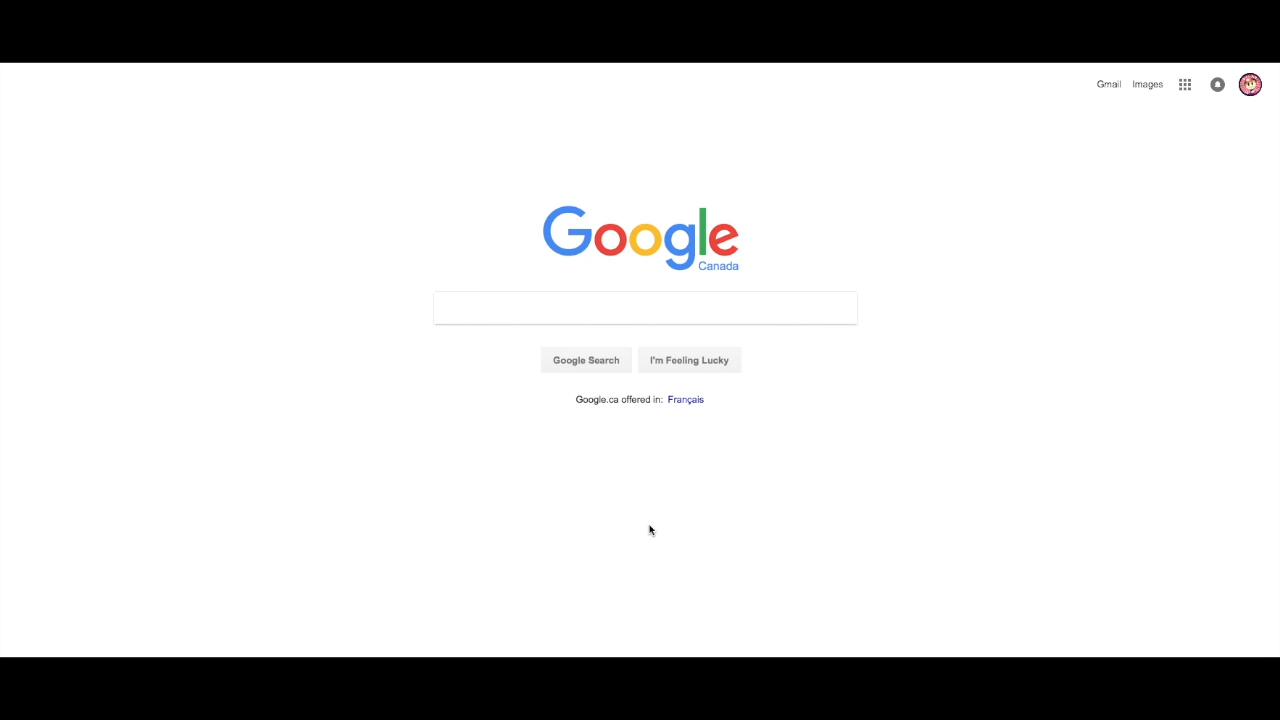 Gmail Images
Google
Canada
Google Search I'm Feeling Lucky
Google.ca offered in: Français